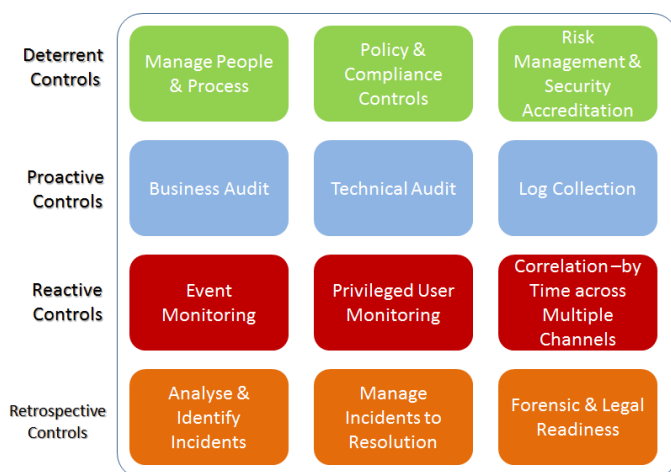 Deterrent
Controls
Manage People
& Process
Policy &
Compliance
Controls
Risk
Management &
Security
Accreditation
Proactive
Controls
Business Audit
Technical Audit
Log Collection
Reactive
Controls
Event
Monitoring
Privileged User
Monitoring
Correlation –by
Time across
Multiple
Channels
Retrospective
Controls
Analyse &
Identify
Incidents
Manage
Incidents to
Resolution
Forensic & Legal
Readiness